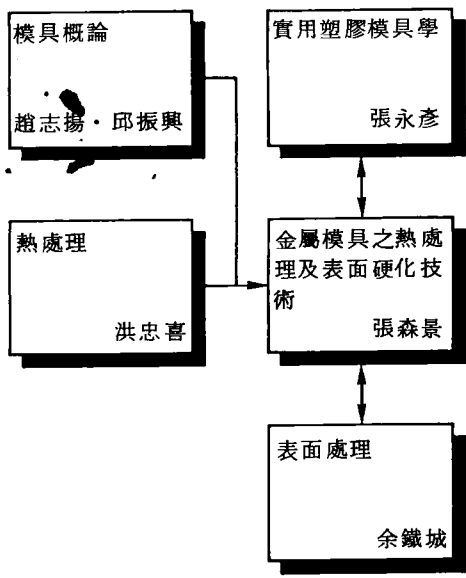 模具概論
趙志揚・邱振興
實用塑膠模具學
張永彥
熱處理
洪忠喜
金屬模具之熱處
理及表面硬化技
術
張森景
表面處理
余鐵城